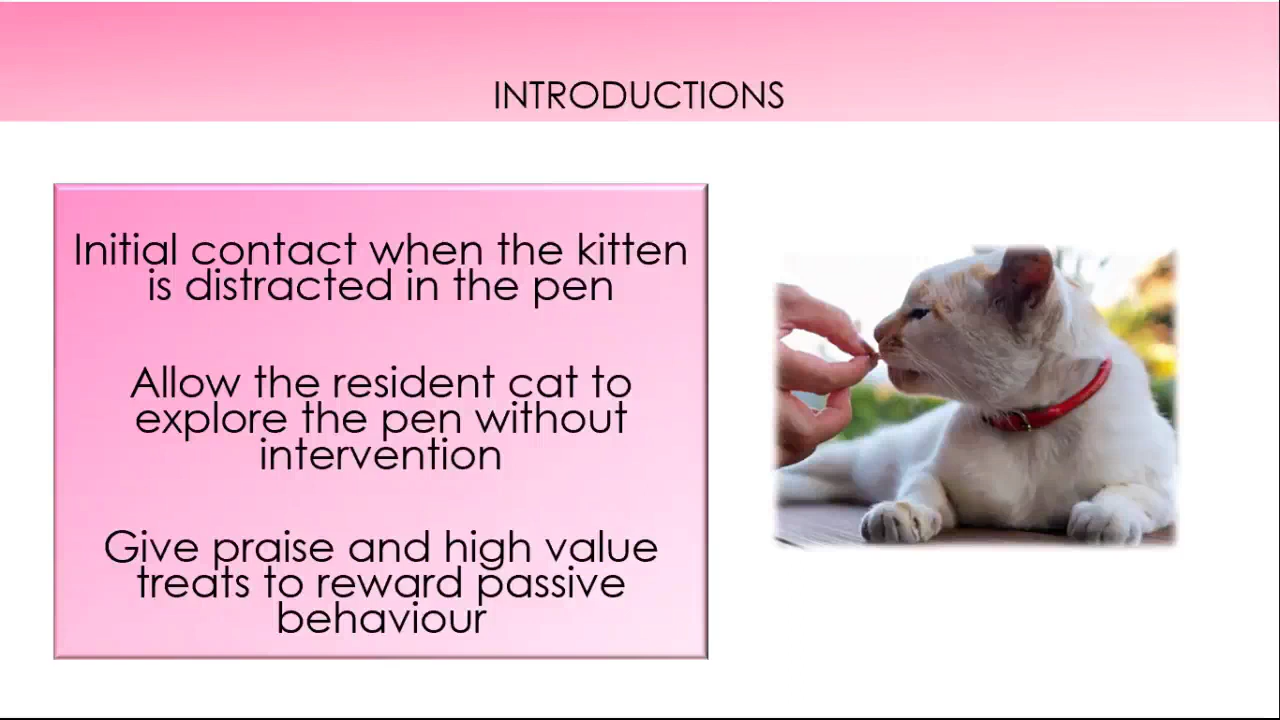 INTRODUCTIONS
Initial contact when the kitten
is distracted in the pen
Allow the resident cat to
explore the pen without
intervention
Give praise and high value
treats to reward passive
behaviour